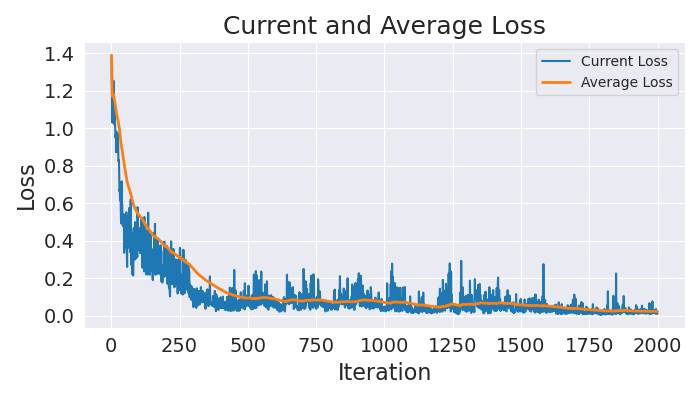 Current and Average Loss
Current Loss
Average Loss
Loss
1.4
1.2
1.0
0.8
0.6
0.4
0.2
0.0
0 250 500 750 1000 1250 1500 1750 2000
Iteration